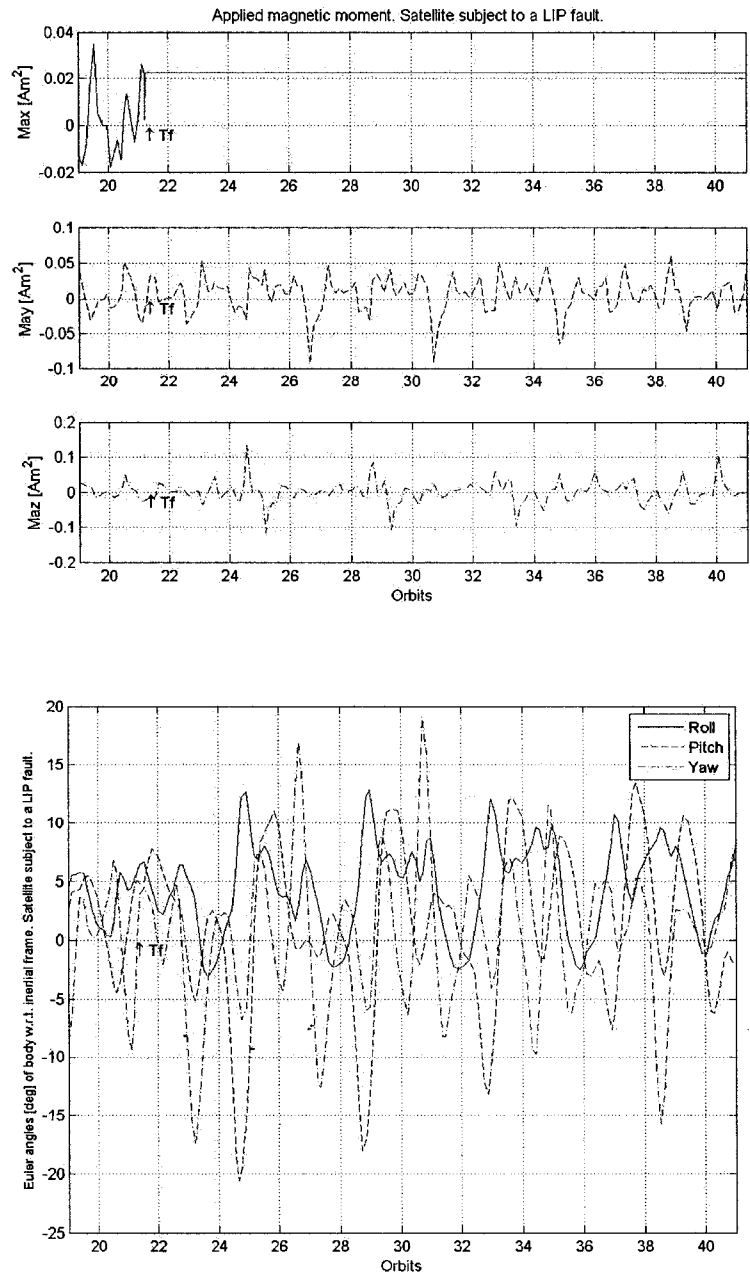 Applied magnetic moment. Satellite subject to a LIP fault.
Max [Am²]
0.04
0.02
0
-0.02
↑ Tf
20 22 24 26 28 30 32 34 36 38 40
May [Am²]
0.1
0.05
0
-0.05
-0.1
↑ Tf
20 22 24 26 28 30 32 34 36 38 40
Maz [Am²]
0.2
0.1
0
-0.1
-0.2
↑ Tf
20 22 24 26 28 30 32 34 36 38 40
Orbits
Euler angles [deg] of body w.r.t. inertial frame. Satellite subject to a LIP fault.
20
15
10
5
0
-5
-10
-15
-20
-25
Roll
Pitch
Yaw
↑ Tf
20 22 24 26 28 30 32 34 36 38 40
Orbits